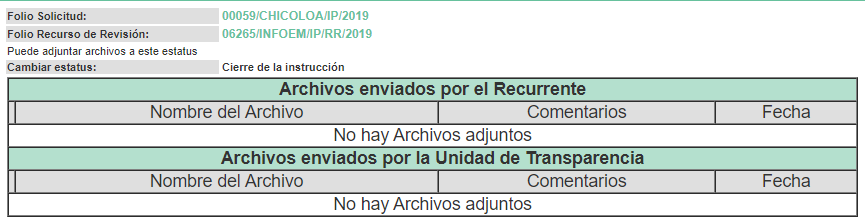 Folio Solicitud: 00059/CHICOLOA/IP/2019
Folio Recurso de Revisión: 06265/INFOEM/IP/RR/2019
Puede adjuntar archivos a este estatus
Cambiar estatus: Cierre de la instrucción
Archivos enviados por el Recurrente
Nombre del Archivo Comentarios Fecha
No hay Archivos adjuntos
Archivos enviados por la Unidad de Transparencia
Nombre del Archivo Comentarios Fecha
No hay Archivos adjuntos